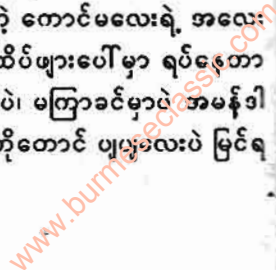 ကောင်မလေးရဲ့ အလေး
ထိပ်ဖျားပေါ်မှာ ရပ်နေတာ
ပဲ၊ မကြာခင်မှာပဲ အမန်ဒါ
ကိုတောင် ပျပျလေးပဲ မြင်ရ
www.burmeseclassic.com